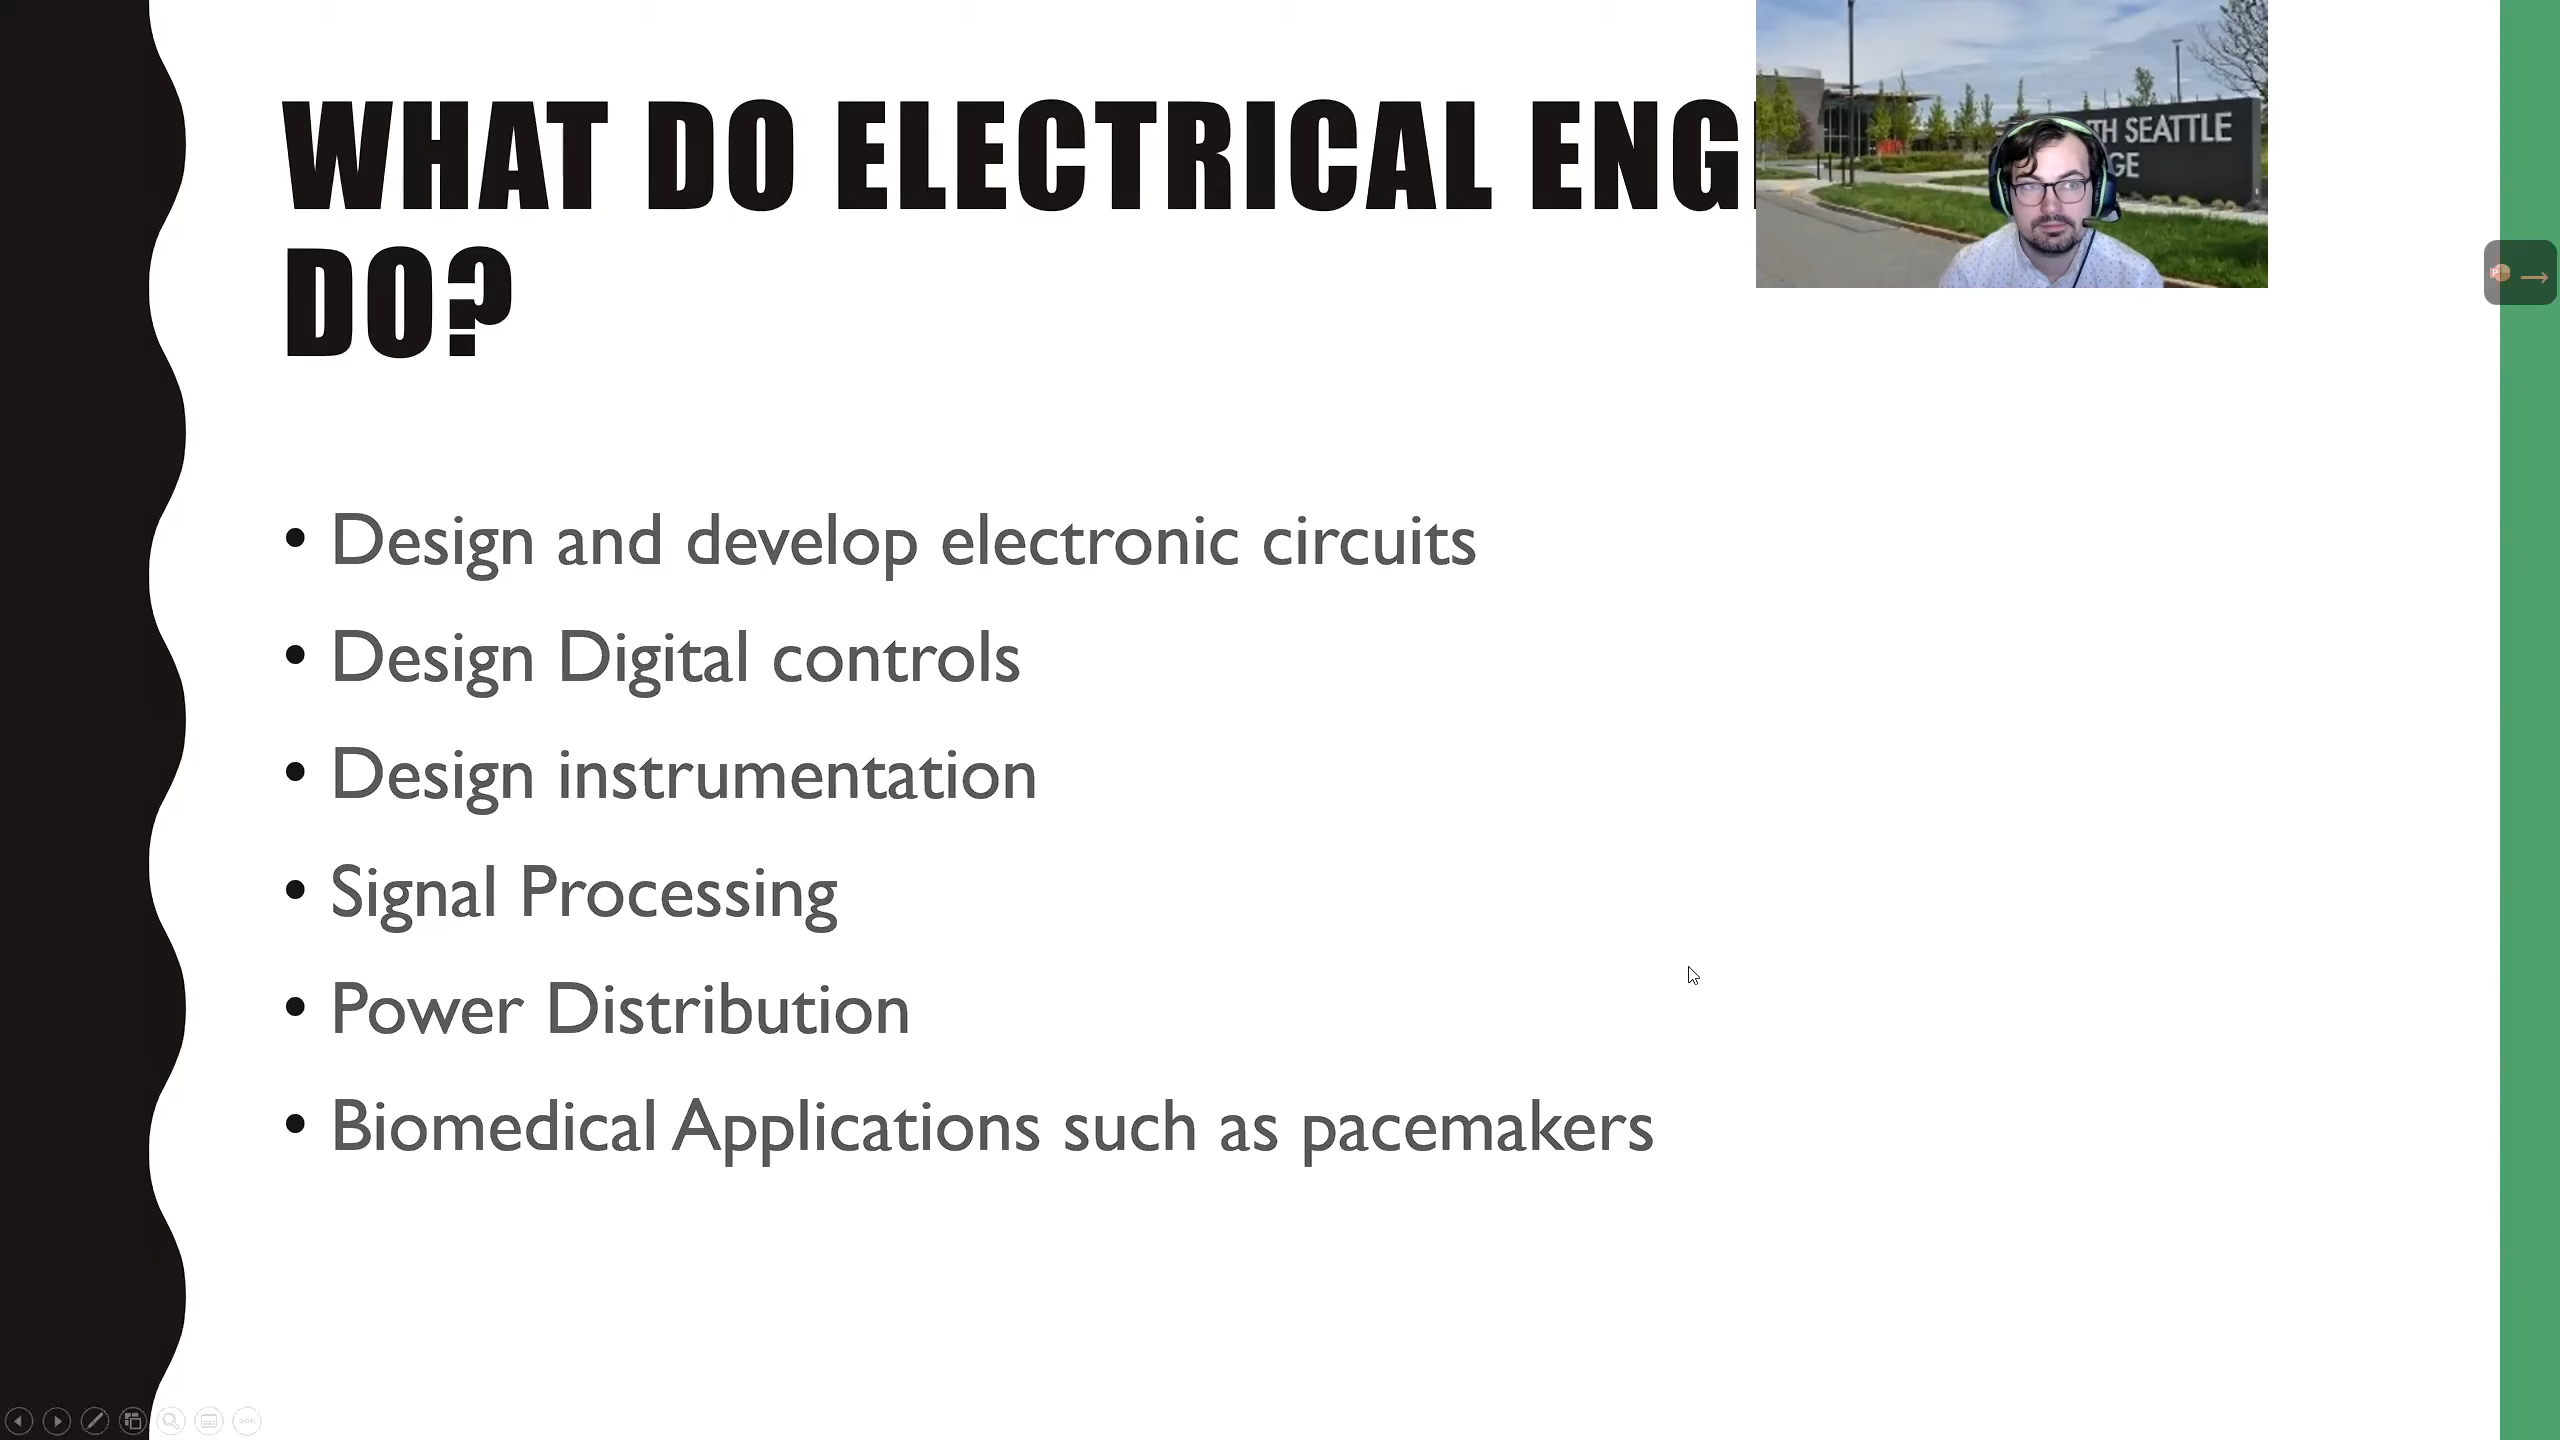 WHAT DO ELECTRICAL ENG
DO?
TH SEATTLE
GE
• Design and develop electronic circuits
• Design Digital controls
• Design instrumentation
• Signal Processing
• Power Distribution
• Biomedical Applications such as pacemakers